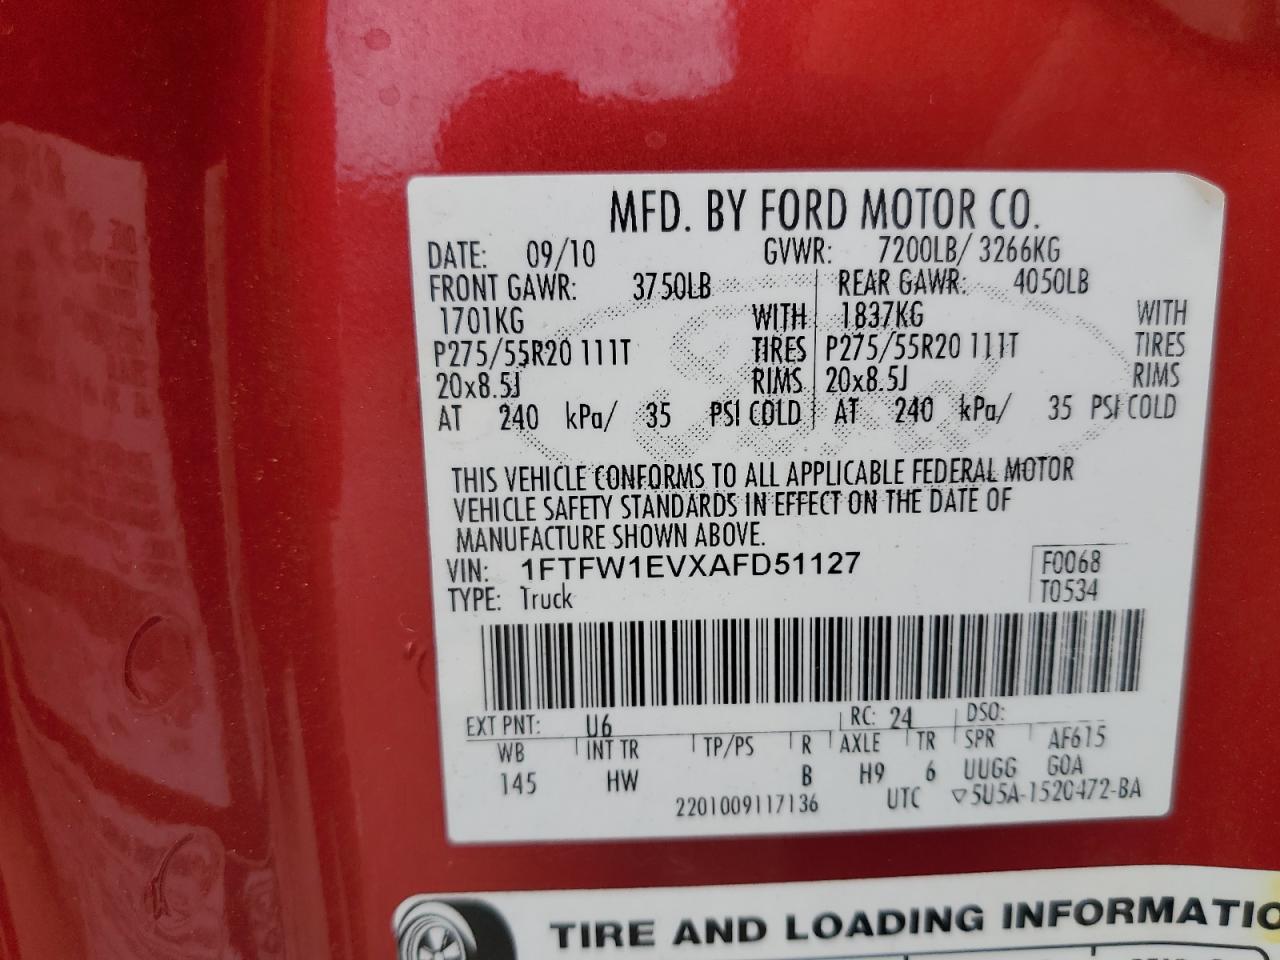 MFD. BY FORD MOTOR CO.
DATE: 09/10 GVWR: 7200LB/ 3266KG
FRONT GAWR: 3750LB REAR GAWR: 4050LB
1701KG WITH 1837KG WITH
P275/55R20 111T TIRES P275/55R20 111T TIRES
20x8.5J RIMS 20x8.5J RIMS
AT 240 kPa/ 35 PSI COLD AT 240 kPa/ 35 PSI COLD
THIS VEHICLE CONFORMS TO ALL APPLICABLE FEDERAL MOTOR
VEHICLE SAFETY STANDARDS IN EFFECT ON THE DATE OF
MANUFACTURE SHOWN ABOVE.
VIN: 1FTFW1EVXAFD51127 F0068
TYPE: Truck T0534
EXT PNT: U6 RC: 24 DSO:
WB INT TR TP/PS R AXLE TR SPR AF615
145 HW B H9 6 UUGG GOA
2201009117136 UTC ▽5U5A-1520472-BA
TIRE AND LOADING INFORMATIO